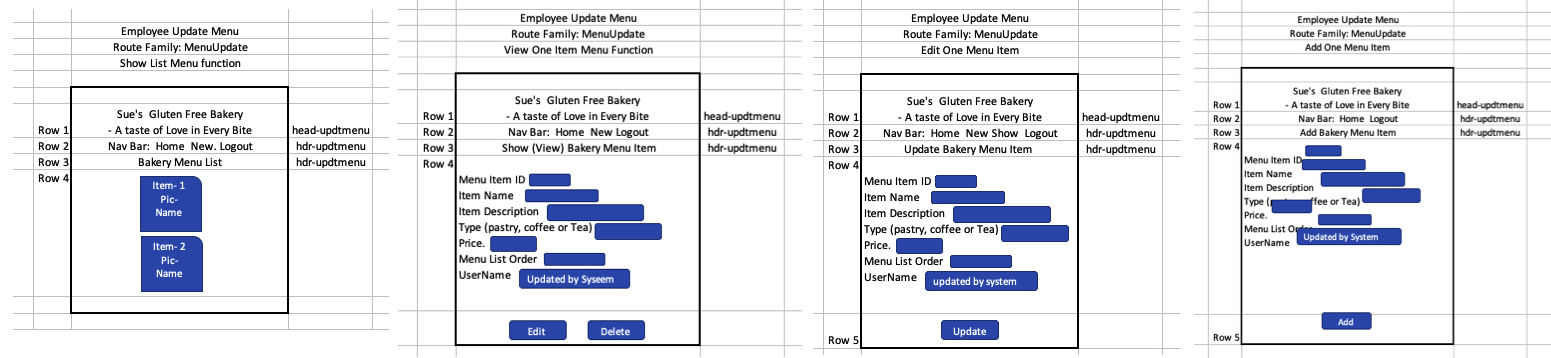 Employee Update Menu
Route Family: MenuUpdate
Show List Menu function
Sue's Gluten Free Bakery
Row 1 - A taste of Love in Every Bite head-updtmenu
Row 2 Nav Bar: Home New. Logout hdr-updtmenu
Row 3 Bakery Menu List hdr-updtmenu
Row 4
Item- 1
Pic-
Name
Item- 2
Pic-
Name
Employee Update Menu
Route Family: MenuUpdate
View One Item Menu Function
Sue's Gluten Free Bakery
Row 1 - A taste of Love in Every Bite head-updtmenu
Row 2 Nav Bar: Home New Logout hdr-updtmenu
Row 3 Show (View) Bakery Menu Item hdr-updtmenu
Row 4
Menu Item ID
Item Name
Item Description
Type (pastry, coffee or Tea)
Price.
Menu List Order
UserName Updated by Syseem
Edit Delete
Employee Update Menu
Route Family: MenuUpdate
Edit One Menu Item
Sue's Gluten Free Bakery
Row 1 - A taste of Love in Every Bite head-updtmenu
Row 2 Nav Bar: Home New Show Logout hdr-updtmenu
Row 3 Update Bakery Menu Item hdr-updtmenu
Row 4
Menu Item ID
Item Name
Item Description
Type (pastry, coffee or Tea)
Price.
Menu List Order
UserName updated by system
Row 5 Update
Employee Update Menu
Route Family: MenuUpdate
Add One Menu Item
Sue's Gluten Free Bakery
Row 1 - A taste of Love in Every Bite head-updtmenu
Row 2 Nav Bar: Home Logout hdr-updtmenu
Row 3 Add Bakery Menu Item hdr-updtmenu
Row 4
Menu Item ID
Item Name
Item Description
Type or Tea)
Price.
Menu List
UserName Updated by System
Add
Row 5